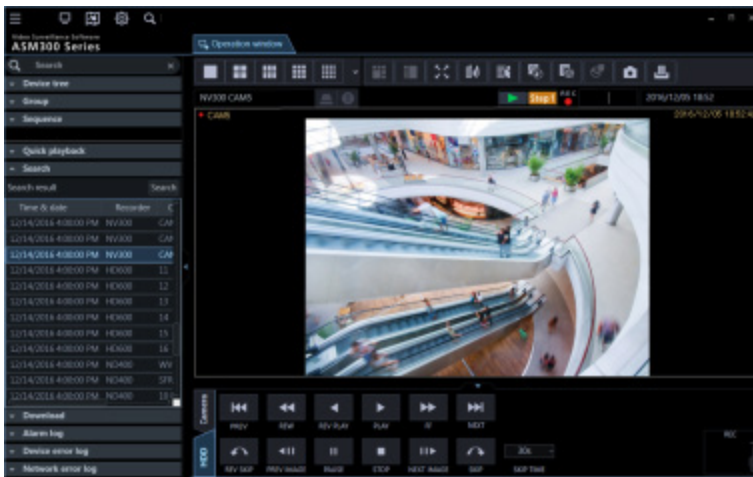 Video Surveillance Software
ASM300 Series
Operation window
Search
Device tree
Group
Sequence
Quick playback
Search
Search result
Search
Time & date Recorder C
12/14/2016 4:00:00 PM NV300 CAM
12/14/2016 4:00:00 PM NV300 CAM
12/14/2016 4:00:00 PM NV300 CAM
12/14/2016 4:00:00 PM HD600 11
12/14/2016 4:00:00 PM HD600 12
12/14/2016 4:00:00 PM HD600 13
12/14/2016 4:00:00 PM HD600 14
12/14/2016 4:00:00 PM HD600 15
12/14/2016 4:00:00 PM HD600 16
12/14/2016 4:00:00 PM ND400 WV
12/14/2016 4:00:00 PM ND400
12/14/2016 4:00:00 PM ND400
Download
Alarm log
Device error log
Network error log
NV300 CAM5
Step 1
REC
2016/12/05 18:52
CAM5
2016/12/05 18:52:4
Camera
HDD
PREV
REW
REV PLAY
PLAY
FF
NEXT
REV SKIP
PREV IMAGE
PAUSE
STOP
NEXT IMAGE
SKIP
30s
SKIP TIME
REC